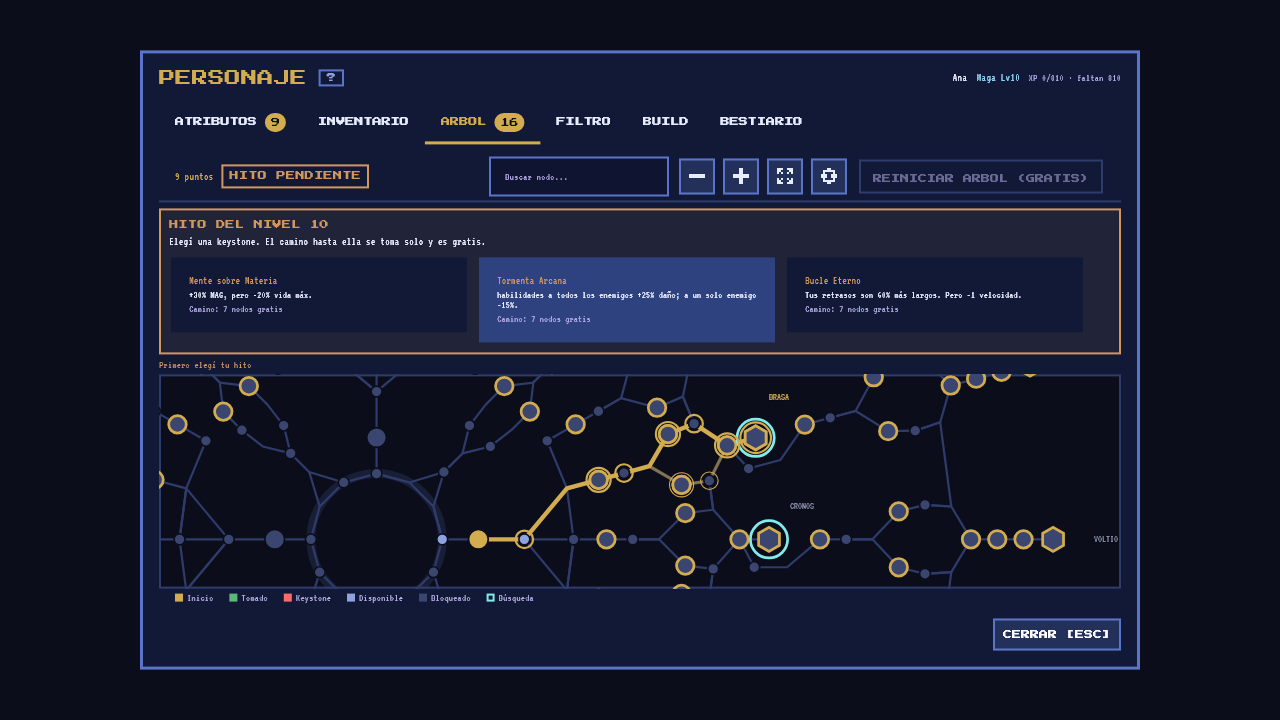 PERSONAJE ?
Ana Maga Lv10 XP 0/810 · faltan 810
ATRIBUTOS 9 INVENTARIO ARBOL 16 FILTRO BUILD BESTIARIO
9 puntos HITO PENDIENTE Buscar nodo... REINICIAR ARBOL (GRATIS)
HITO DEL NIVEL 10
Elegí una keystone. El camino hasta ella se toma solo y es gratis.
Mente sobre Materia
+30% MAG, pero -20% vida máx.
Camino: 7 nodos gratis
Tormenta Arcana
habilidades a todos los enemigos +25% daño; a un solo enemigo
-15%.
Camino: 7 nodos gratis
Bucle Eterno
Tus retrasos son 60% más largos. Pero -1 velocidad.
Camino: 7 nodos gratis
Primero elegí tu hito
BRASA
CRONOS
VOLTIO
Inicio Tomado Keystone Disponible Bloqueado Búsqueda
CERRAR [ESC]